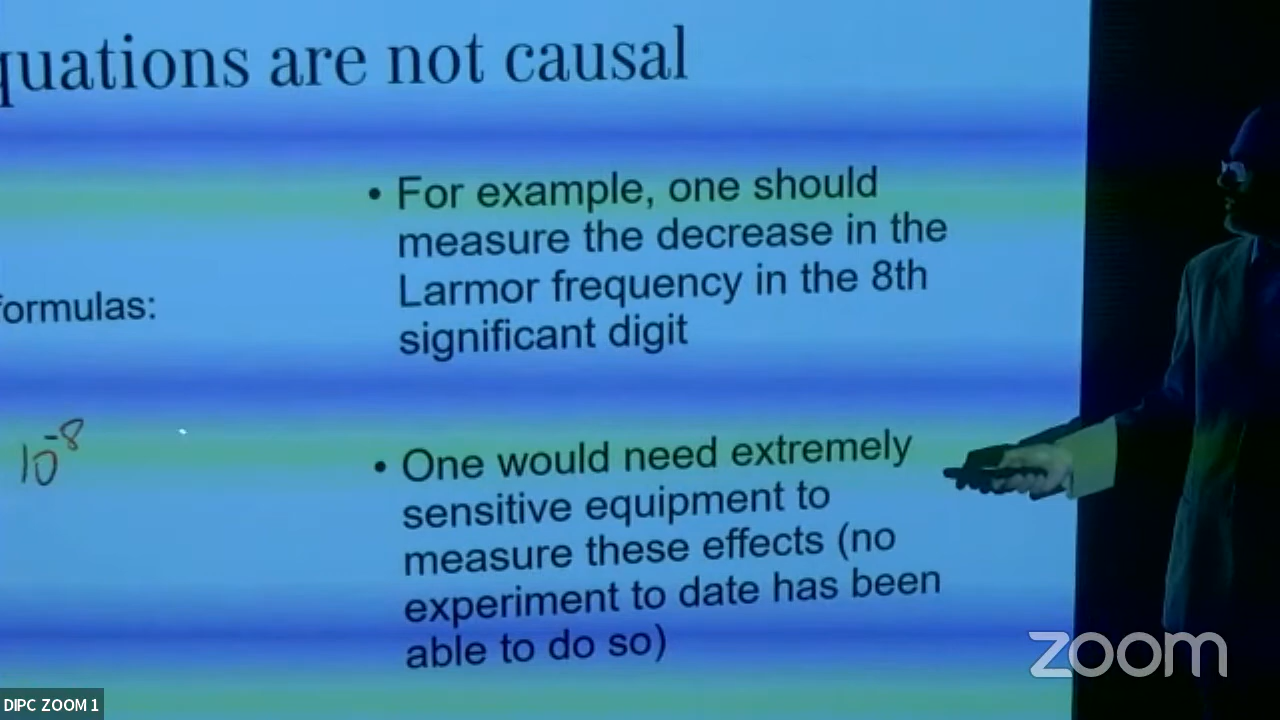 quations are not causal
• For example, one should
measure the decrease in the
Larmor frequency in the 8th
significant digit
formulas:
10⁻⁸
• One would need extremely
sensitive equipment to
measure these effects (no
experiment to date has been
able to do so)
zoom
DIPC ZOOM 1